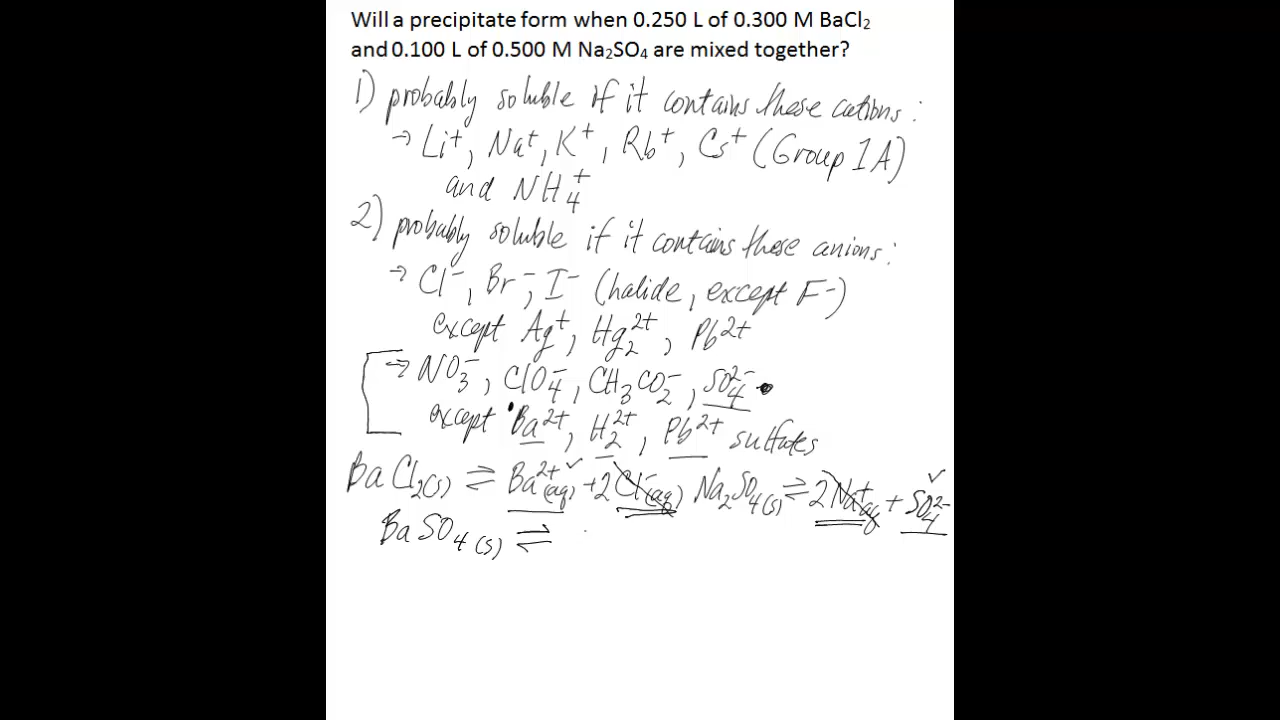 Will a precipitate form when 0.250 L of 0.300 M BaCl₂
and 0.100 L of 0.500 M Na₂SO₄ are mixed together?
1) probably soluble if it contains these cations:
→ Li⁺, Na⁺, K⁺, Rb⁺, Cs⁺ (Group 1A)
and NH₄⁺
2) probably soluble if it contains these anions:
→ Cl⁻, Br⁻, I⁻ (halide, except F⁻)
except Ag⁺, Hg₂²⁺, Pb²⁺
→ NO₃⁻, ClO₄⁻, CH₃CO₂⁻, SO₄²⁻
except Ba²⁺, H₂²⁺, Pb²⁺ sulfates
BaCl₂(s) ⇌ Ba²⁺(aq) ✓ + 2Cl⁻(aq) Na₂SO₄(s) ⇌ 2Na⁺aq + SO₄²⁻ ✓
BaSO₄(s) ⇌